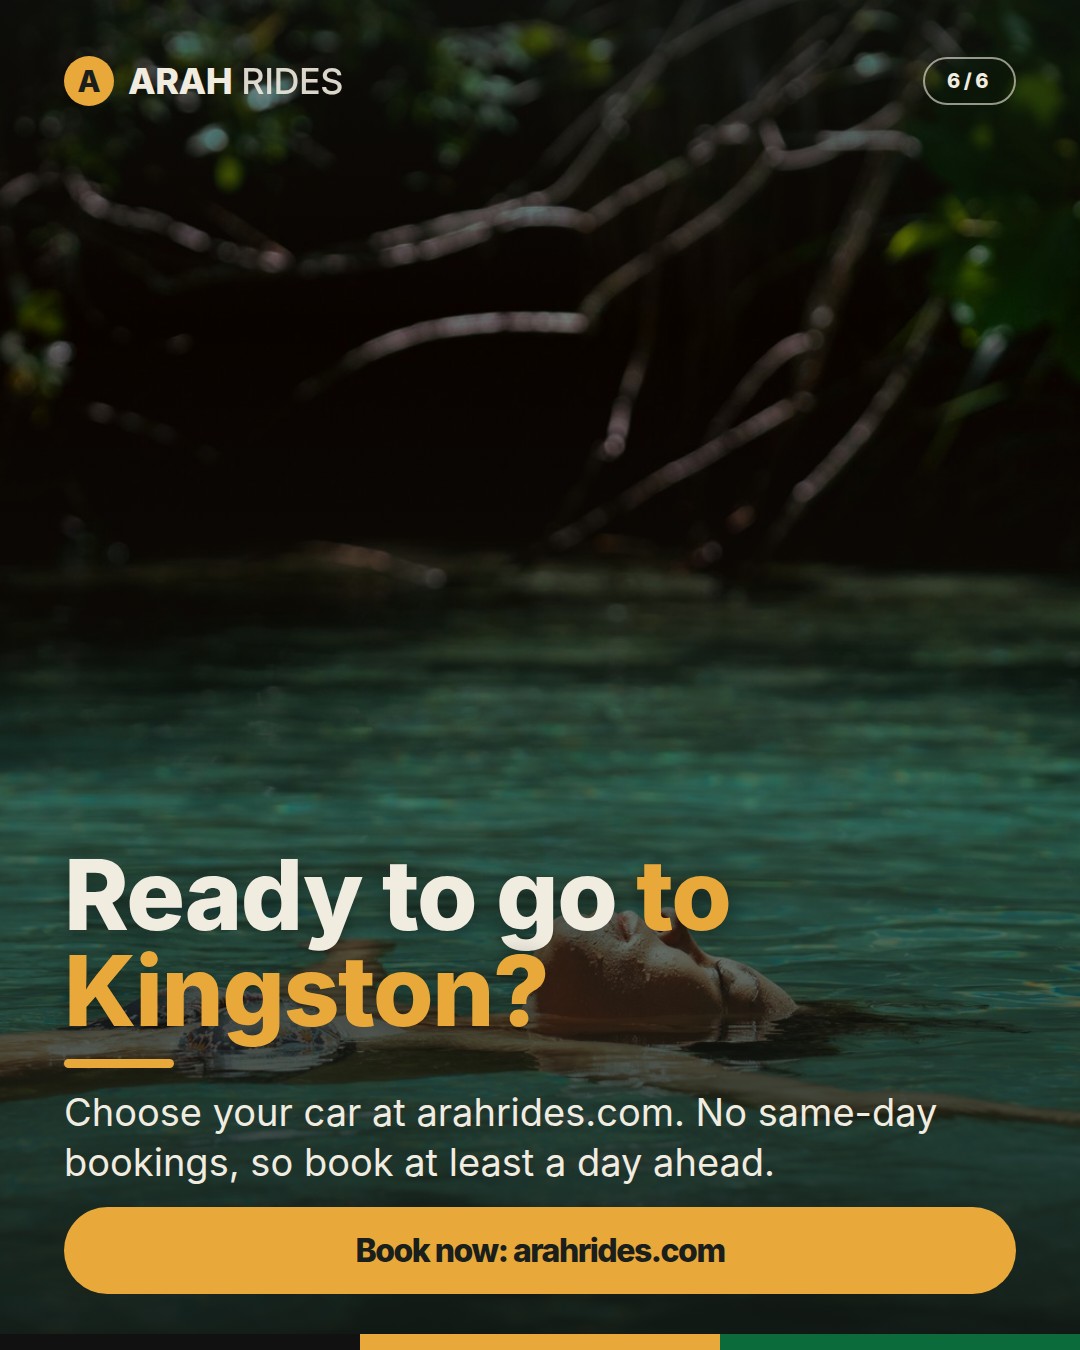 A ARAH RIDES
6/6
Ready to go to
Kingston?
Choose your car at arahrides.com. No same-day
bookings, so book at least a day ahead.
Book now: arahrides.com